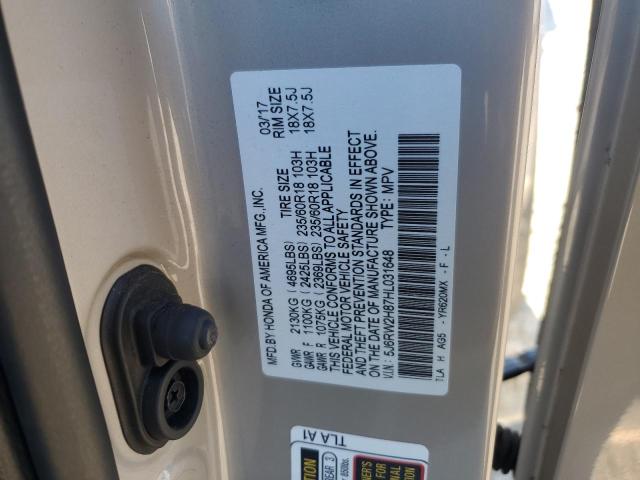 MFD.BY HONDA OF AMERICA MFG.,INC. 03/17
TIRE SIZE RIM SIZE
GVWR 2130KG (4695LBS)
GAWR F 1100KG (2425LBS) 235/60R18 103H 18X7.5J
GAWR R 1075KG (2369LBS) 235/60R18 103H 18X7.5J
THIS VEHICLE CONFORMS TO ALL APPLICABLE
FEDERAL MOTOR VEHICLE SAFETY
AND THEFT PREVENTION STANDARDS IN EFFECT
ON THE DATE OF MANUFACTURE SHOWN ABOVE.
V.I.N.: 5J6RW2H87HL031648 TYPE: MPV
TLA H AG5 - YR620MX - F - L
TLA A1
REAR 3